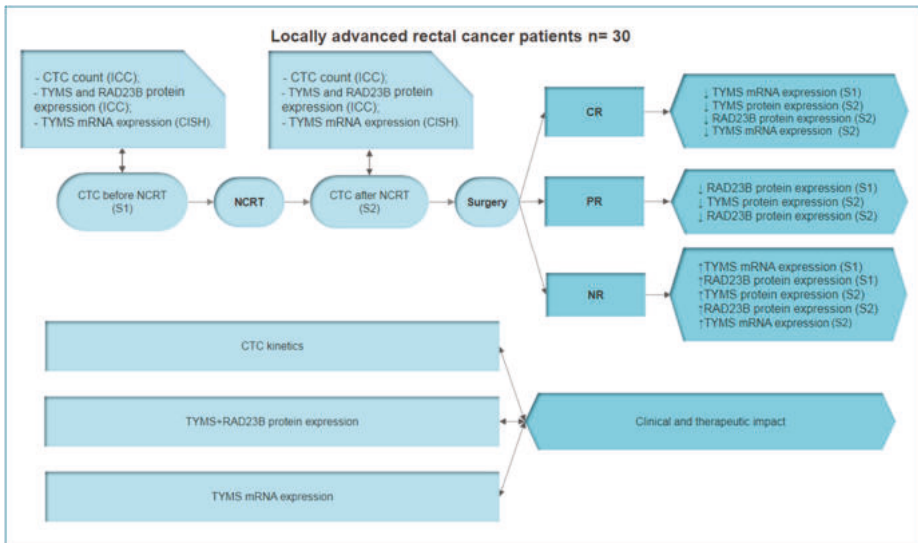 Locally advanced rectal cancer patients n= 30
- CTC count (ICC);
- TYMS and RAD23B protein
expression (ICC);
- TYMS mRNA expression (CISH).
- CTC count (ICC);
- TYMS and RAD23B protein
expression (ICC);
- TYMS mRNA expression (CISH).
CTC before NCRT
(S1)
NCRT
CTC after NCRT
(S2)
Surgery
CR
↓ TYMS mRNA expression (S1)
↓ TYMS protein expression (S2)
↓ RAD23B protein expression (S2)
↓ TYMS mRNA expression (S2)
PR
↓ RAD23B protein expression (S1)
↓ TYMS protein expression (S2)
↓ RAD23B protein expression (S2)
NR
↑TYMS mRNA expression (S1)
↑RAD23B protein expression (S1)
↑TYMS protein expression (S2)
↑RAD23B protein expression (S2)
↑TYMS mRNA expression (S2)
CTC kinetics
TYMS+RAD23B protein expression
TYMS mRNA expression
Clinical and therapeutic impact